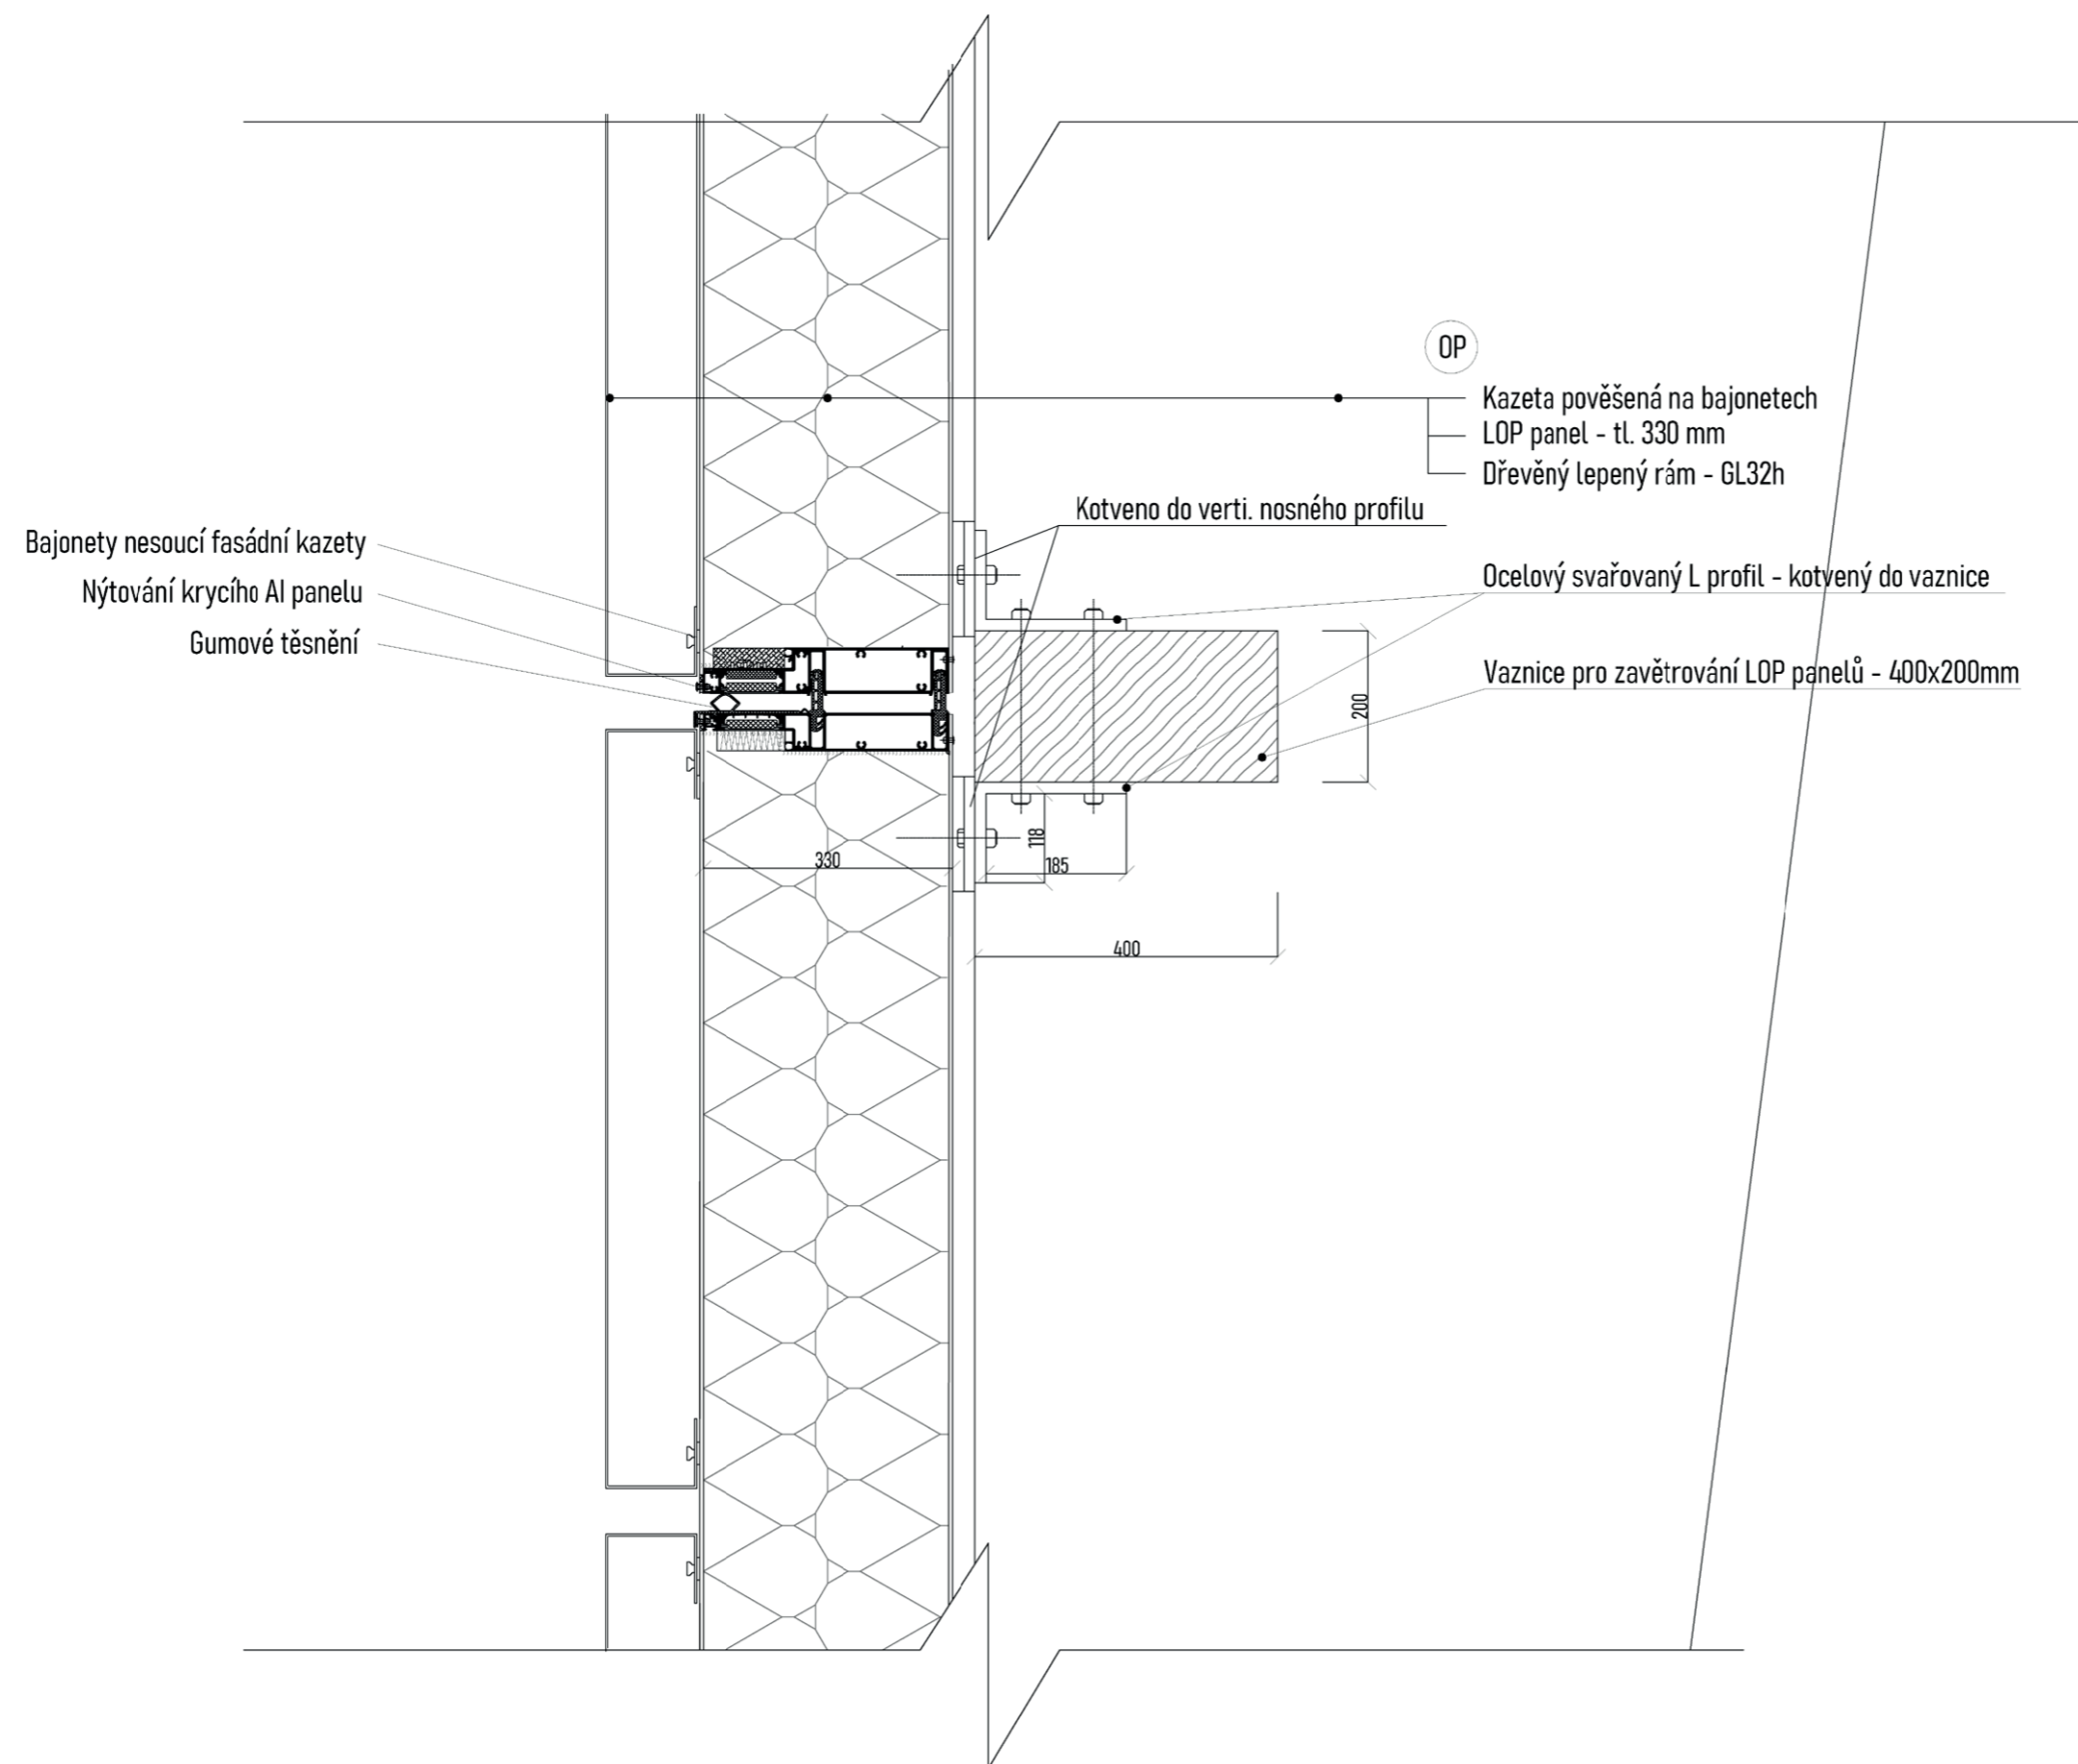 OP
Kazeta pověšená na bajonetech
LOP panel - tl. 330 mm
Dřevěný lepený rám - GL32h
Kotveno do verti. nosného profilu
Bajonety nesoucí fasádní kazety
Nýtování krycího Al panelu
Gumové těsnění
Ocelový svařovaný L profil - kotvený do vaznice
Vaznice pro zavětrování LOP panelů - 400x200mm
200
118
330
185
400